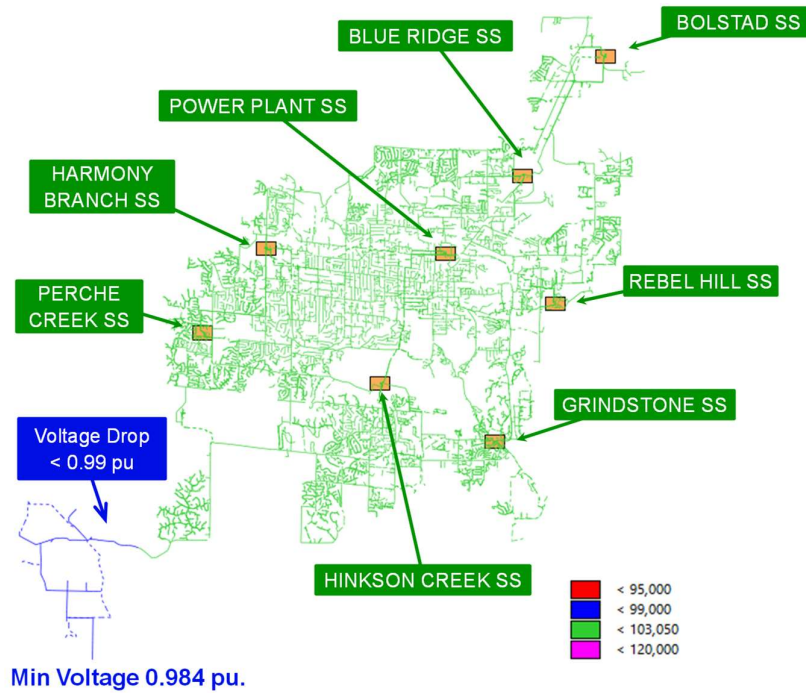 BOLSTAD SS
BLUE RIDGE SS
POWER PLANT SS
HARMONY
BRANCH SS
REBEL HILL SS
PERCHE
CREEK SS
GRINDSTONE SS
Voltage Drop
< 0.99 pu
HINKSON CREEK SS
< 95,000
< 99,000
< 103,050
< 120,000
Min Voltage 0.984 pu.